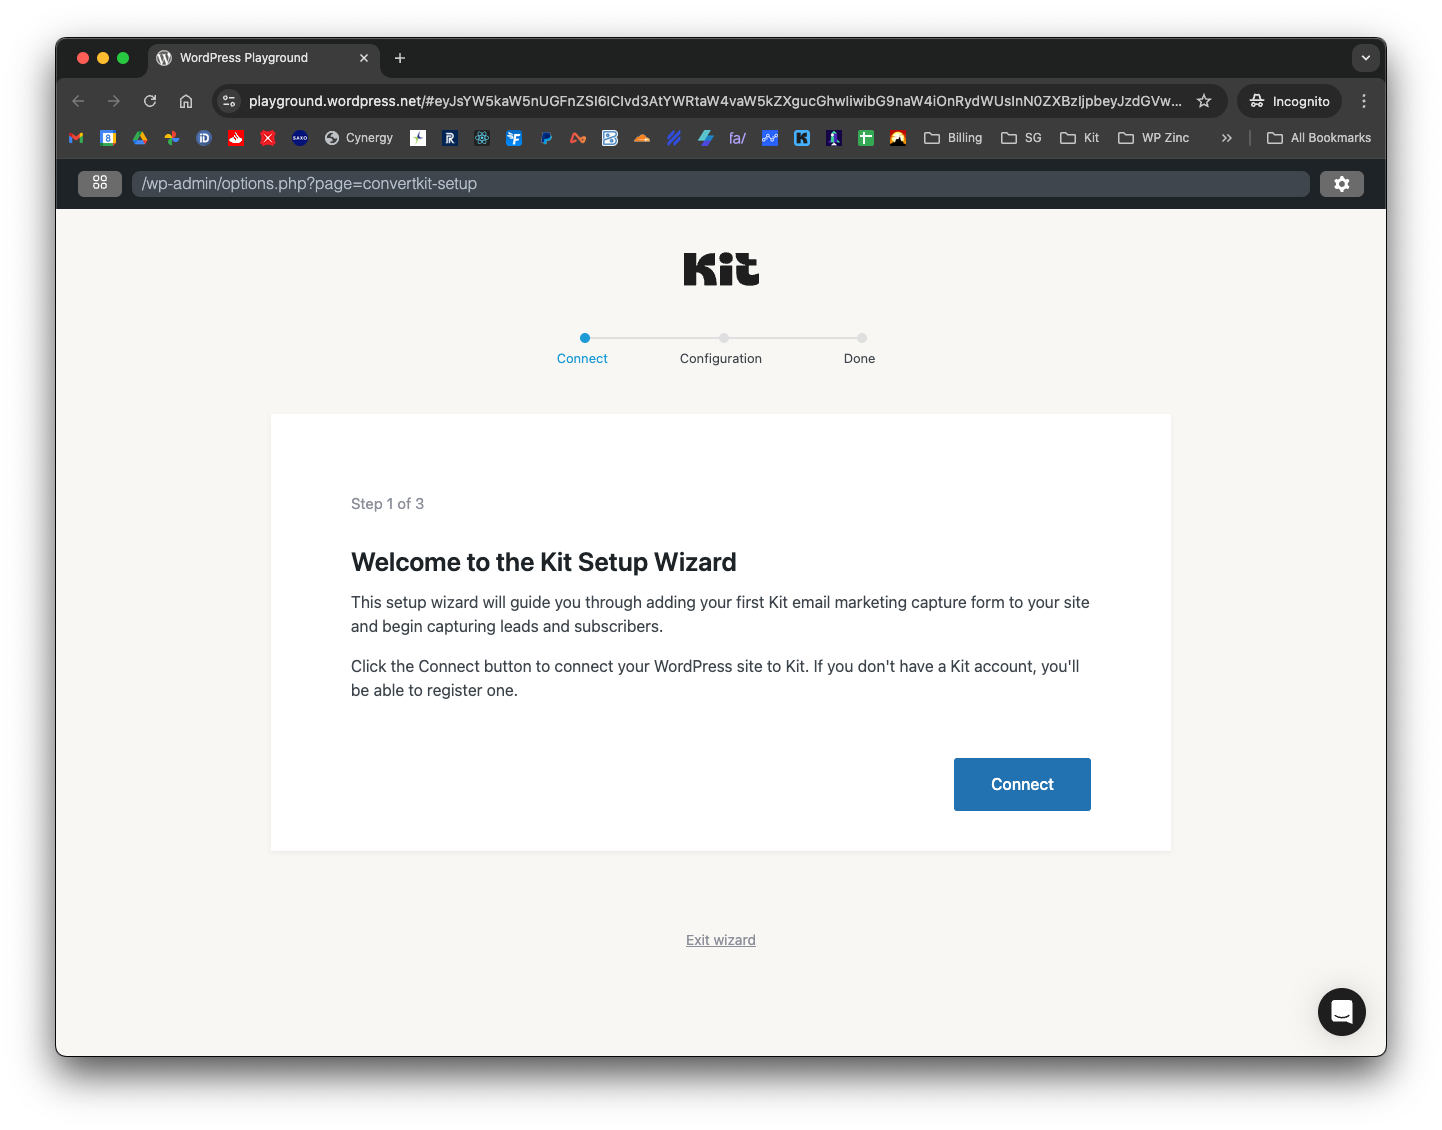 WordPress Playground
playground.wordpress.net/#eyJsYW5kaW5nUGFnZSI6ICIvd3AtYWRtaW4vaW5kZXgucGhwIiwibG9naW4iOnRydWUsInN0ZXBzIjpbeyJzdGVw...
Incognito
Cynergy
Billing
SG
Kit
WP Zinc
All Bookmarks
/wp-admin/options.php?page=convertkit-setup
Kit
Connect
Configuration
Done
Step 1 of 3
Welcome to the Kit Setup Wizard
This setup wizard will guide you through adding your first Kit email marketing capture form to your site
and begin capturing leads and subscribers.
Click the Connect button to connect your WordPress site to Kit. If you don't have a Kit account, you'll
be able to register one.
Connect
Exit wizard